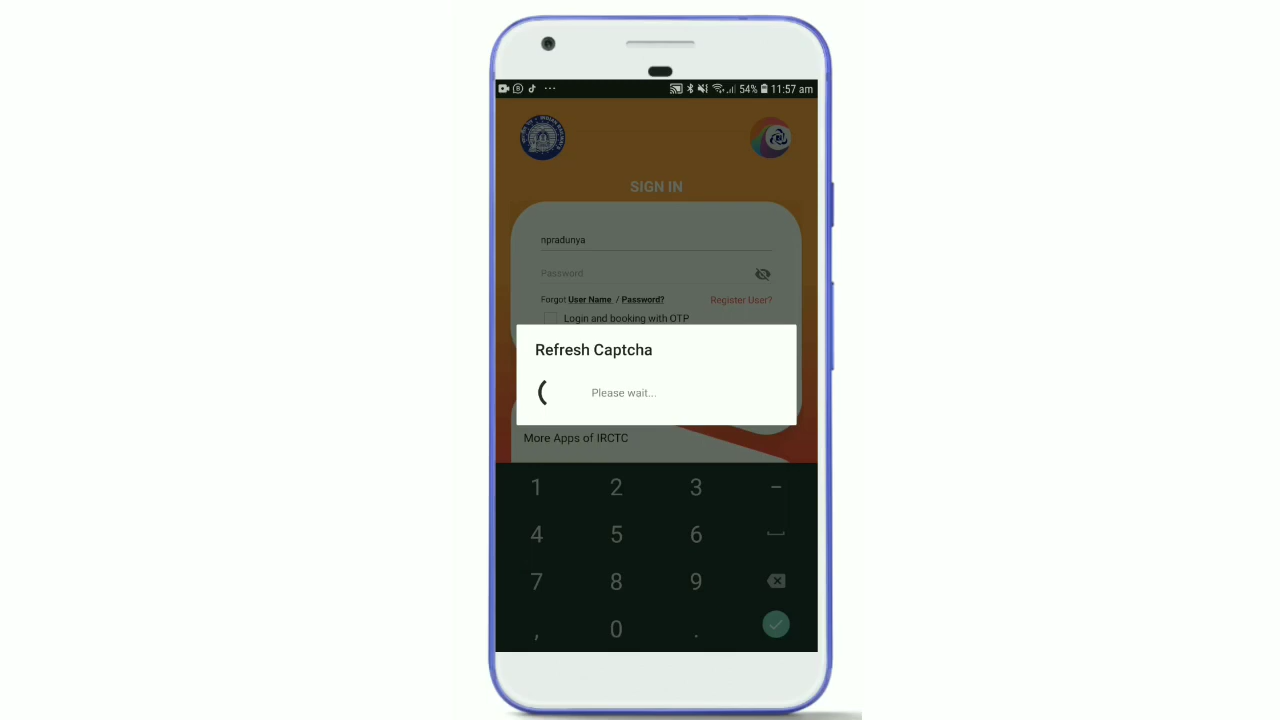 54% 11:57 am
SIGN IN
npradunya
Password
Forgot User Name / Password? Register User?
Login and booking with OTP
Refresh Captcha
Please wait...
More Apps of IRCTC
1 2 3 -
4 5 6
7 8 9
, 0 .